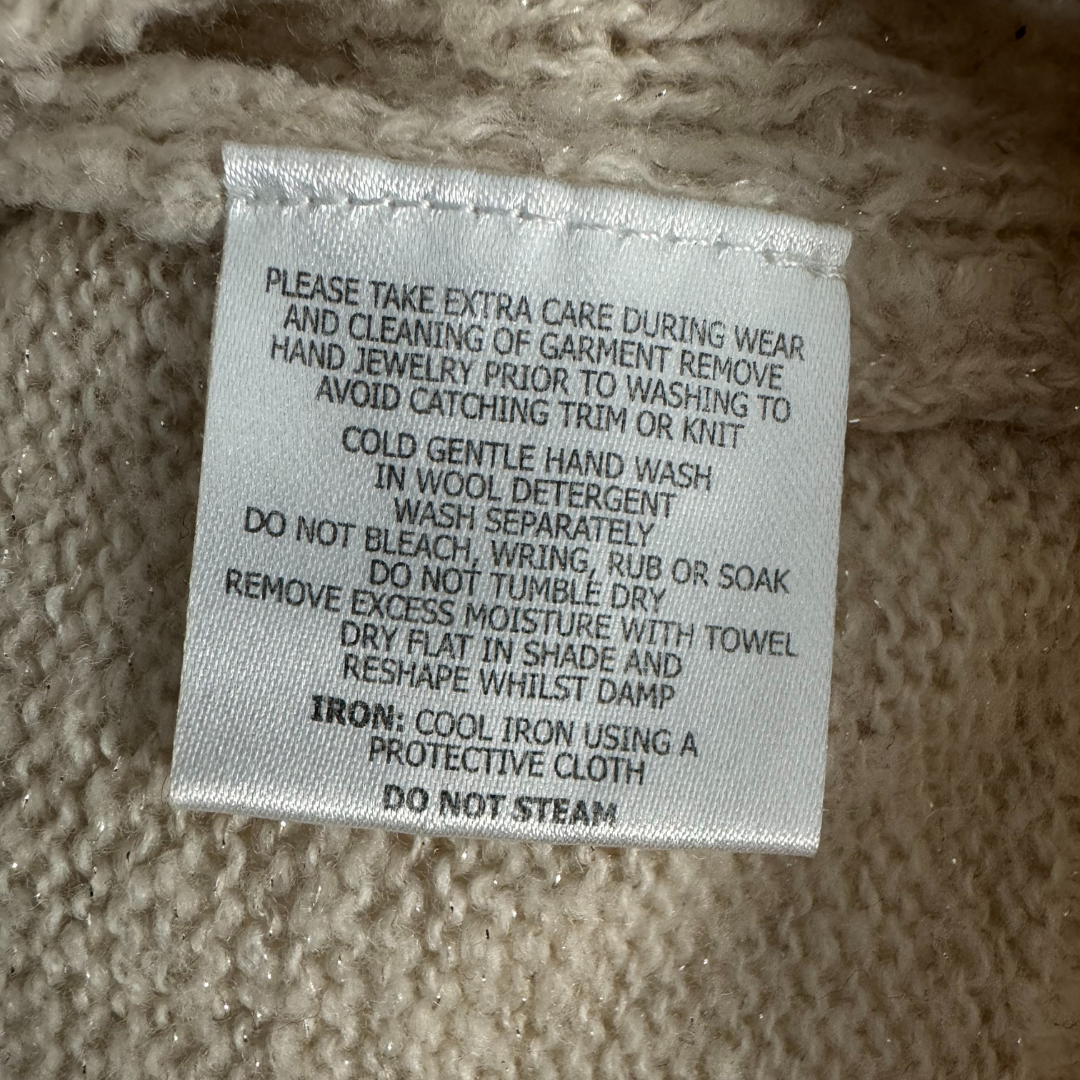 PLEASE TAKE EXTRA CARE DURING WEAR
AND CLEANING OF GARMENT REMOVE
HAND JEWELRY PRIOR TO WASHING TO
AVOID CATCHING TRIM OR KNIT
COLD GENTLE HAND WASH
IN WOOL DETERGENT
WASH SEPARATELY
DO NOT BLEACH, WRING, RUB OR SOAK
DO NOT TUMBLE DRY
REMOVE EXCESS MOISTURE WITH TOWEL
DRY FLAT IN SHADE AND
RESHAPE WHILST DAMP
IRON: COOL IRON USING A
PROTECTIVE CLOTH
DO NOT STEAM